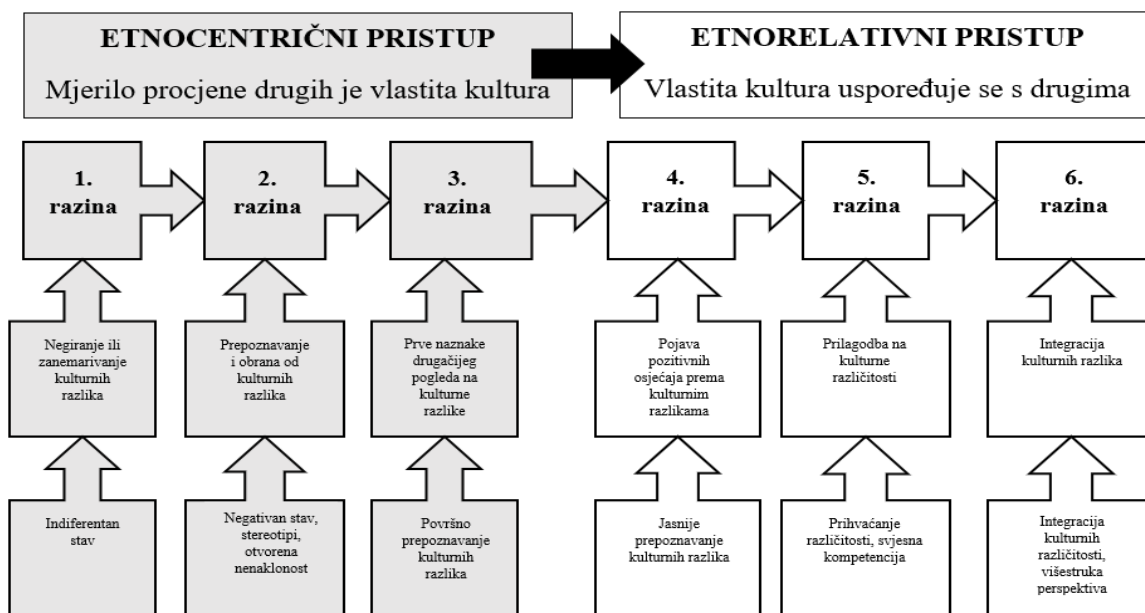 ETNOCENTRIČNI PRISTUP
Mjerilo procjene drugih je vlastita kultura
ETNORELATIVNI PRISTUP
Vlastita kultura uspoređuje se s drugima
1.
razina
2.
razina
3.
razina
4.
razina
5.
razina
6.
razina
Negiranje ili
zanemarivanje
kulturnih
razlika
Prepoznavanje
i obrana od
kulturnih
razlika
Prve naznake
drugačijeg
pogleda na
kulturne
razlike
Pojava
pozitivnih
osjećaja prema
kulturnim
razlikama
Prilagodba na
kulturne
različitosti
Integracija
kulturnih razlika
Indiferentan
stav
Negativan stav,
stereotipi,
otvorena
nenaklonost
Površno
prepoznavanje
kulturnih
razlika
Jasnije
prepoznavanje
kulturnih razlika
Prihvaćanje
različitosti, svjesna
kompetencija
Integracija
kulturnih
različitosti,
višestruka
perspektiva